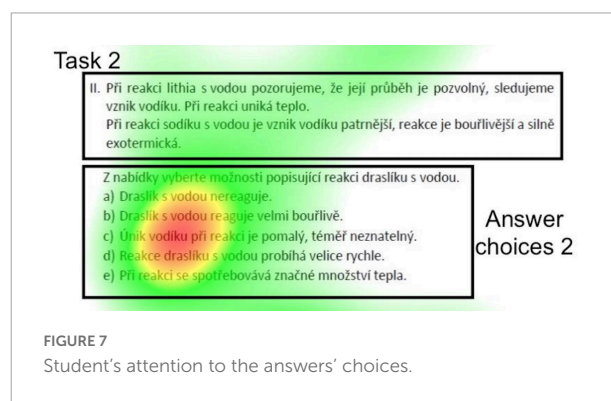 Task 2
II. Při reakci lithia s vodou pozorujeme, že její průběh je pozvolný, sledujeme
vznik vodíku. Při reakci uniká teplo.
Při reakci sodíku s vodou je vznik vodíku patrnější, reakce je bouřlivější a silně
exotermická.
Z nabídky vyberte možnosti popisující reakci draslíku s vodou.
a) Draslík s vodou nereaguje.
b) Draslík s vodou reaguje velmi bouřlivě.
c) Únik vodíku při reakci je pomalý, téměř neznatelný.
d) Reakce draslíku s vodou probíhá velice rychle.
e) Při reakci se spotřebovává značné množství tepla.
Answer
choices 2
FIGURE 7
Student's attention to the answers' choices.